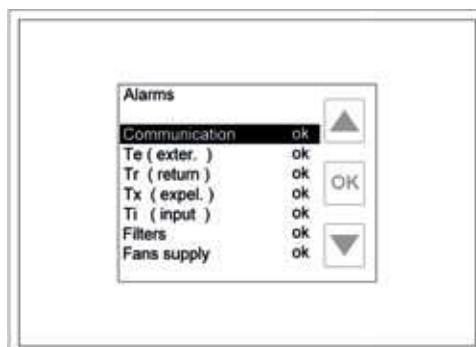 Alarms
Communication ok
Te ( exter. ) ok
Tr ( return ) ok
Tx ( expel. ) ok
Ti ( input ) ok
Filters ok
Fans supply ok
OK